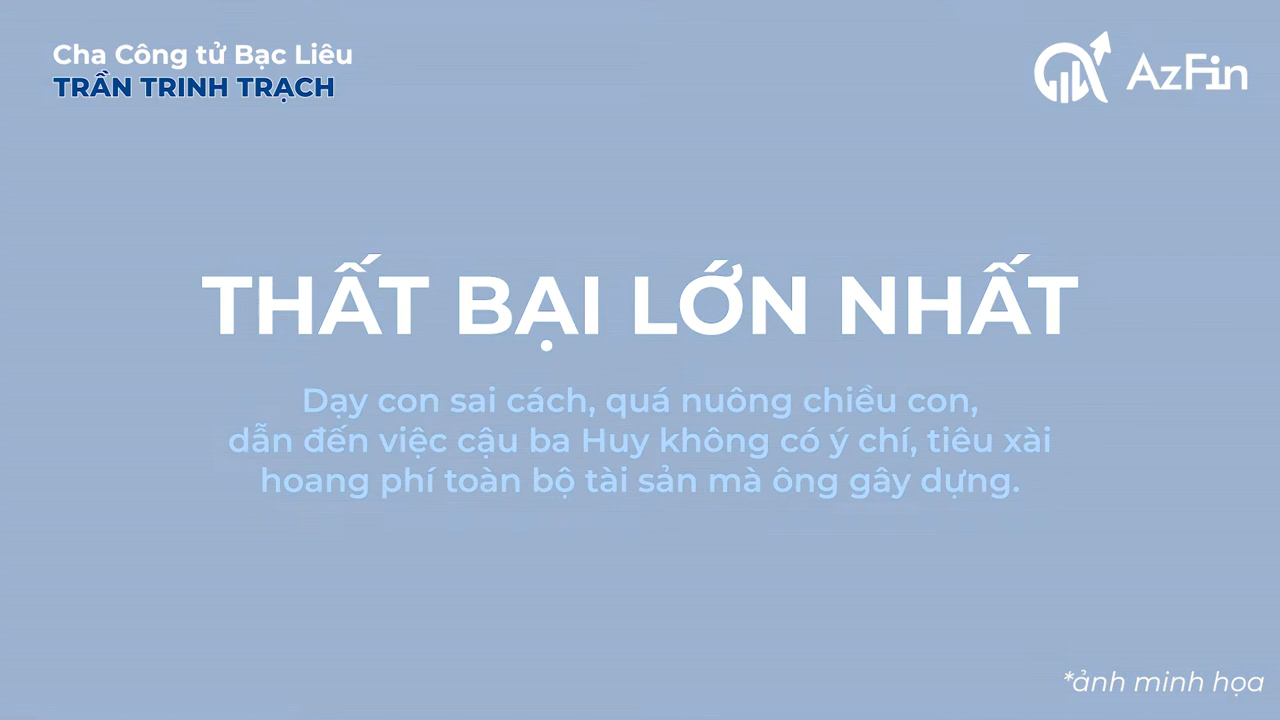 Cha Công tử Bạc Liêu
TRẦN TRINH TRẠCH
AzFin
THẤT BẠI LỚN NHẤT
Dạy con sai cách, quá nuông chiều con,
dẫn đến việc cậu ba Huy không có ý chí, tiêu xài
hoang phí toàn bộ tài sản mà ông gây dựng.
*ảnh minh họa